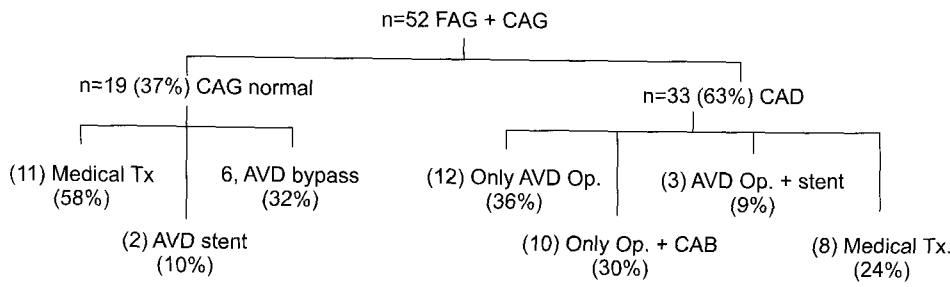 n=52 FAG + CAG
n=19 (37%) CAG normal
n=33 (63%) CAD
(11) Medical Tx
(58%)
6, AVD bypass
(32%)
(2) AVD stent
(10%)
(12) Only AVD Op.
(36%)
(3) AVD Op. + stent
(9%)
(10) Only Op. + CAB
(30%)
(8) Medical Tx.
(24%)